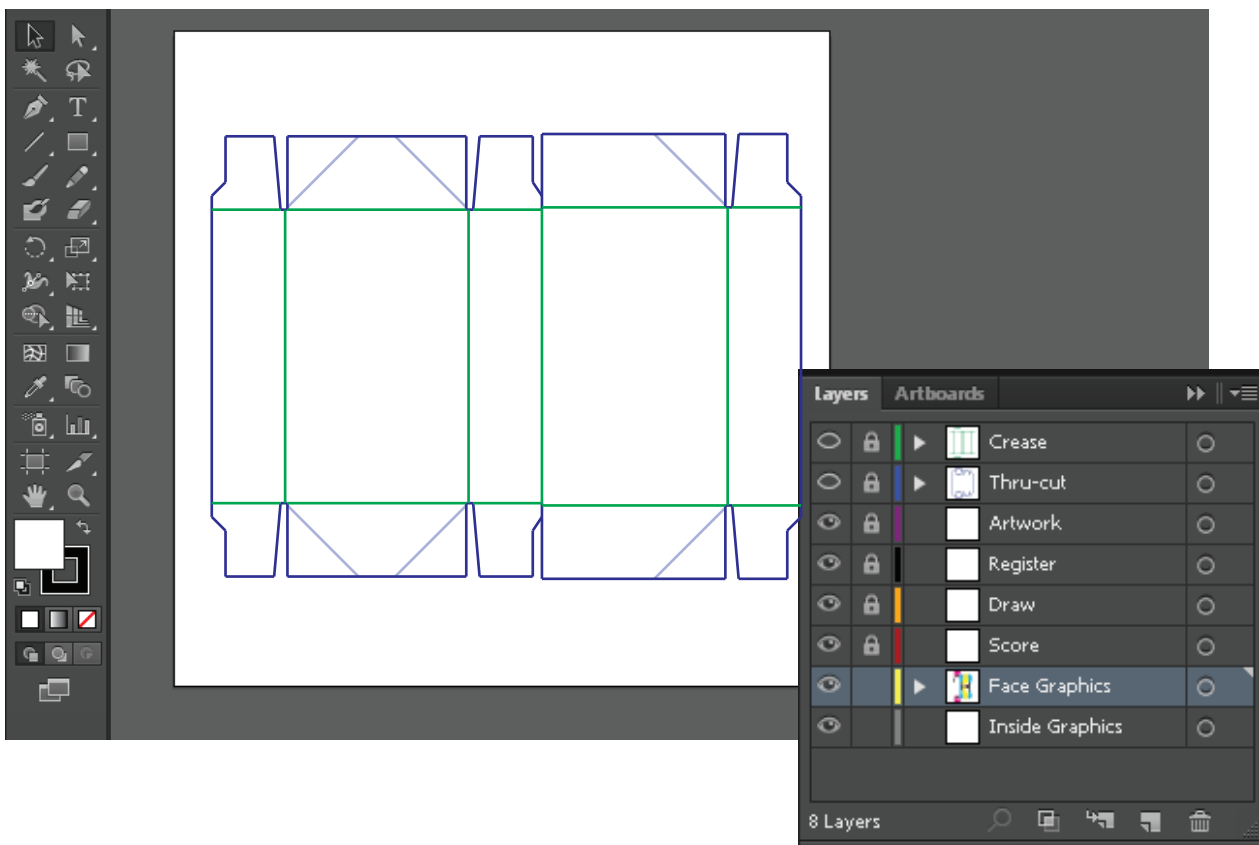 T
Layers Artboards
Crease
Thru-cut
Artwork
Register
Draw
Score
Face Graphics
Inside Graphics
8 Layers